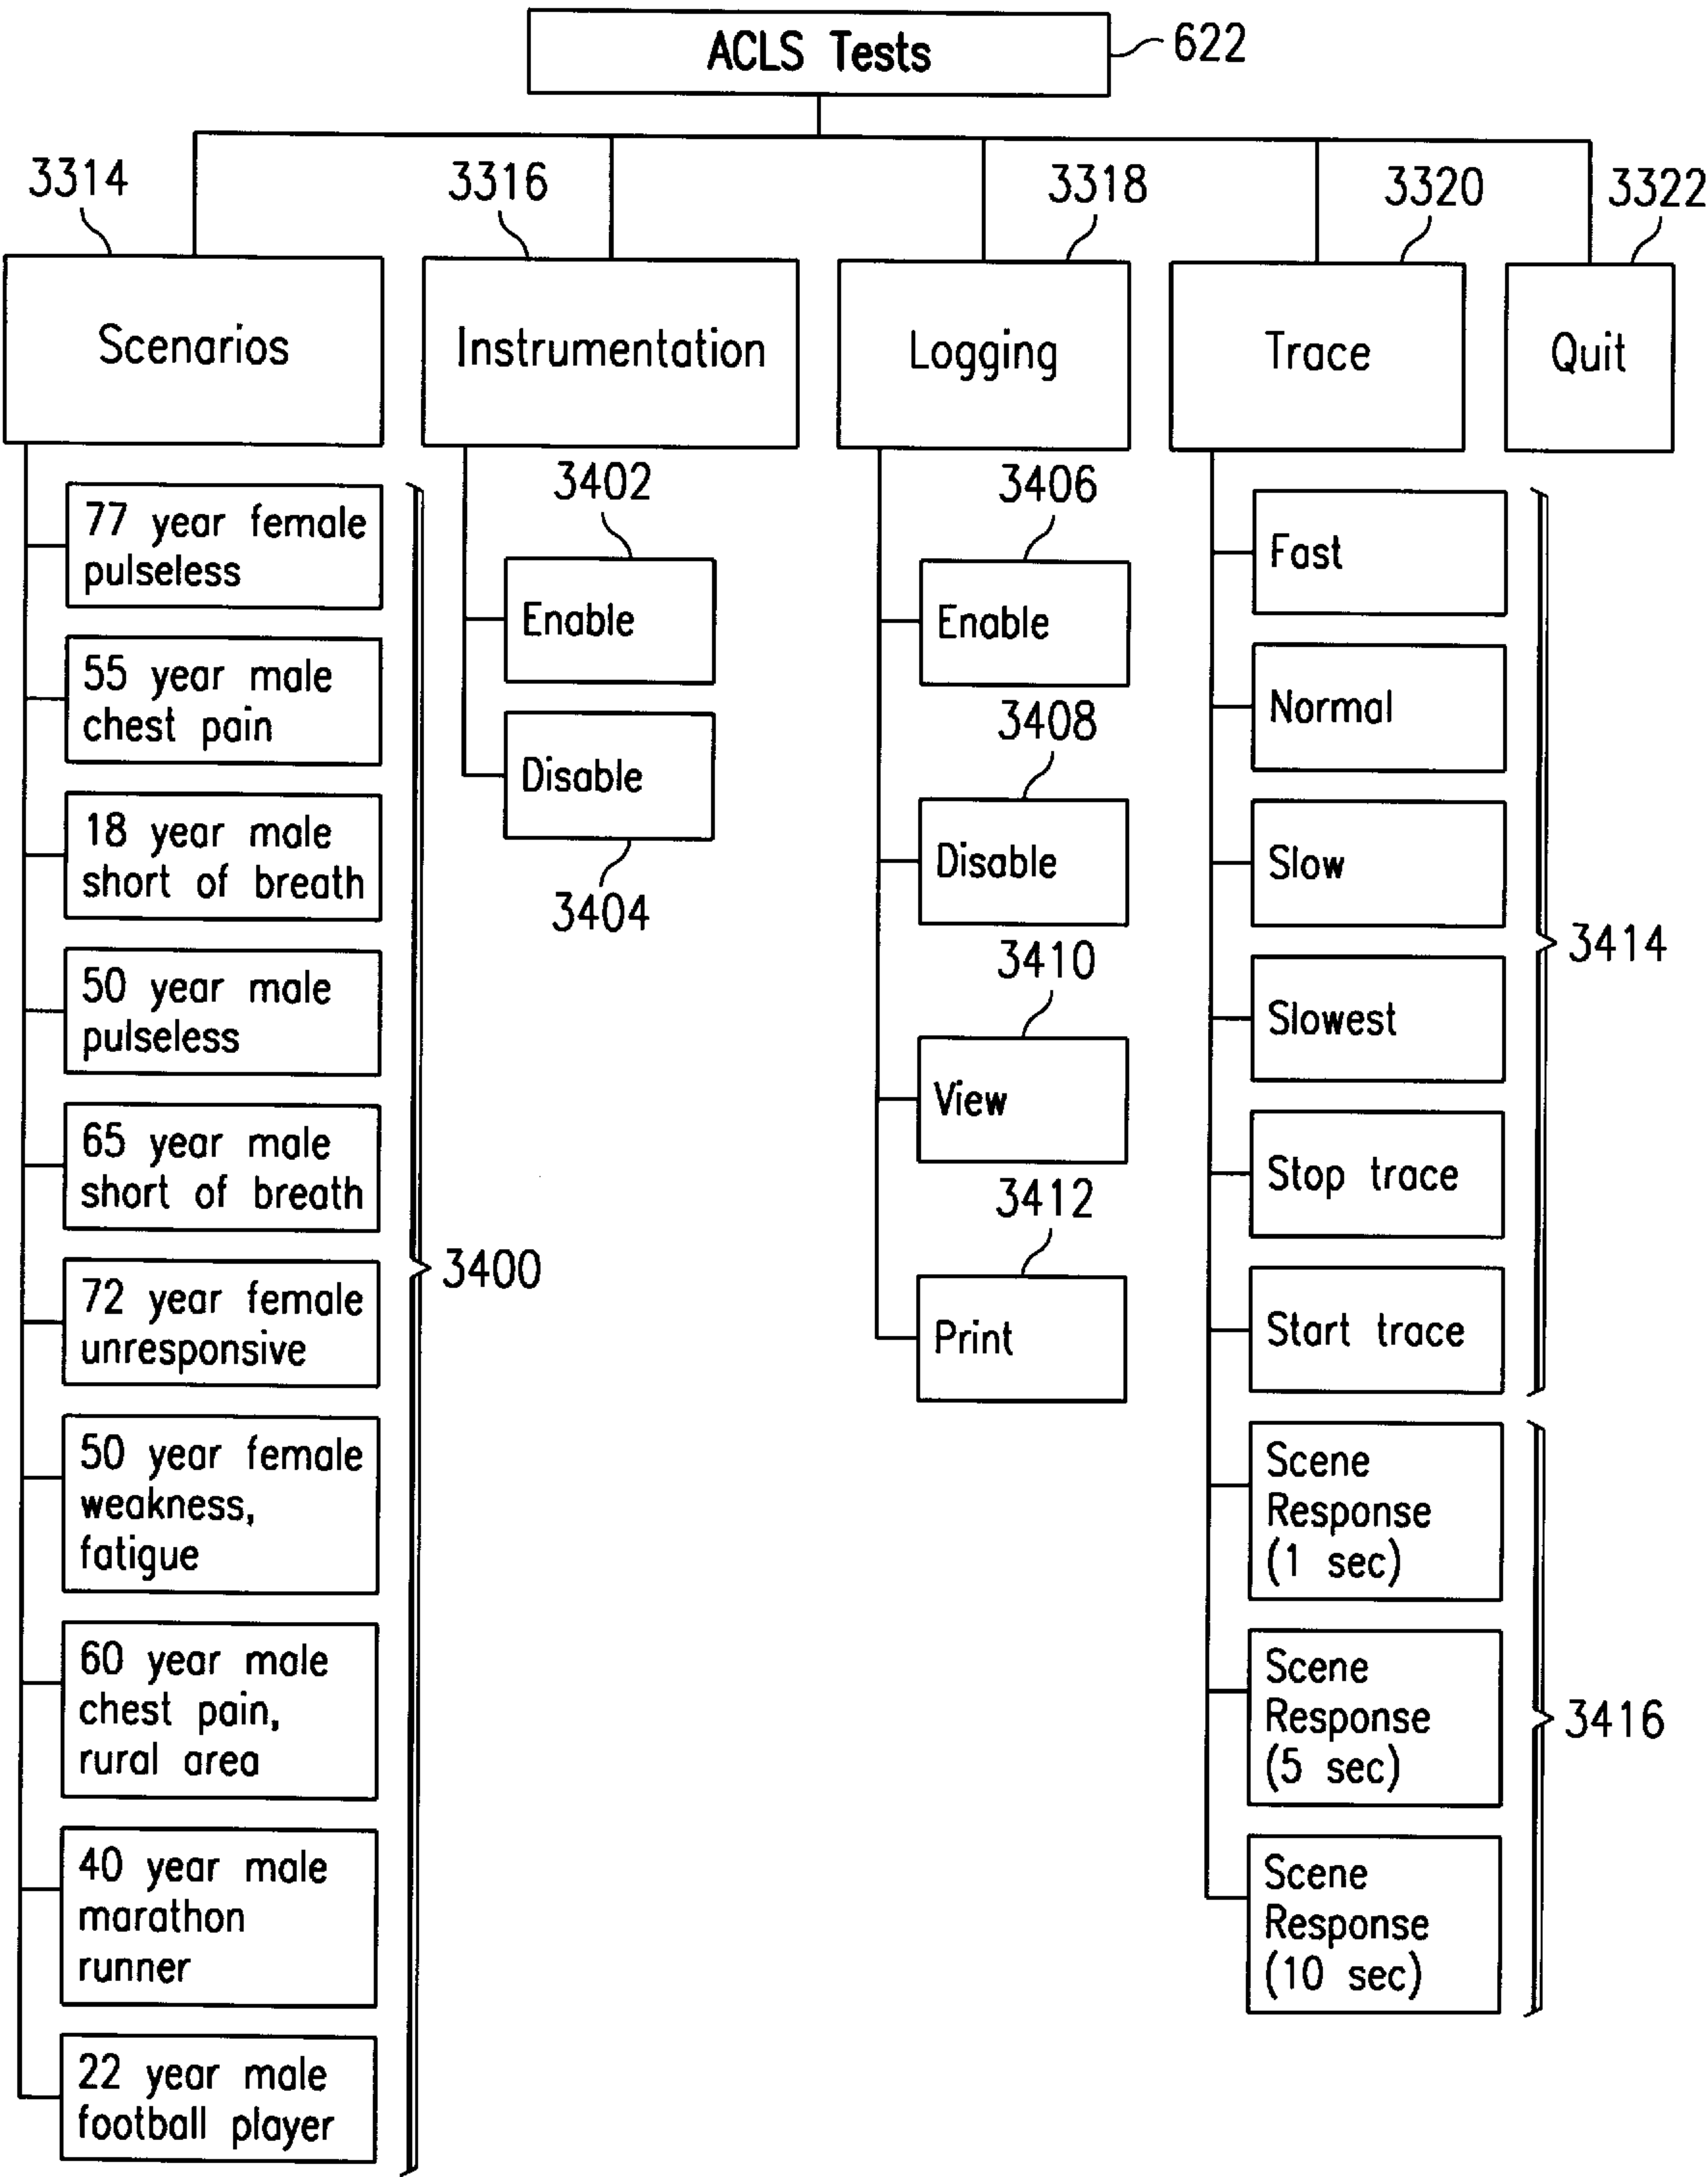 ACLS Tests
622
3314
3316
3318
3320
3322
Scenarios
Instrumentation
Logging
Trace
Quit
77 year female
pulseless
55 year male
chest pain
18 year male
short of breath
50 year male
pulseless
65 year male
short of breath
72 year female
unresponsive
50 year female
weakness,
fatigue
60 year male
chest pain,
rural area
40 year male
marathon
runner
22 year male
football player
3400
3402
Enable
Disable
3404
3406
Enable
3408
Disable
3410
View
3412
Print
Fast
Normal
Slow
Slowest
Stop trace
Start trace
3414
Scene
Response
(1 sec)
Scene
Response
(5 sec)
Scene
Response
(10 sec)
3416